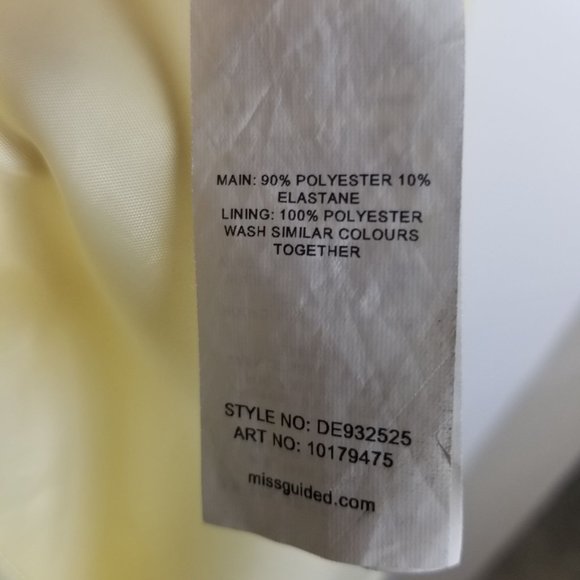 MAIN: 90% POLYESTER 10%
ELASTANE
LINING: 100% POLYESTER
WASH SIMILAR COLOURS
TOGETHER
STYLE NO: DE932525
ART NO: 10179475
missguided.com